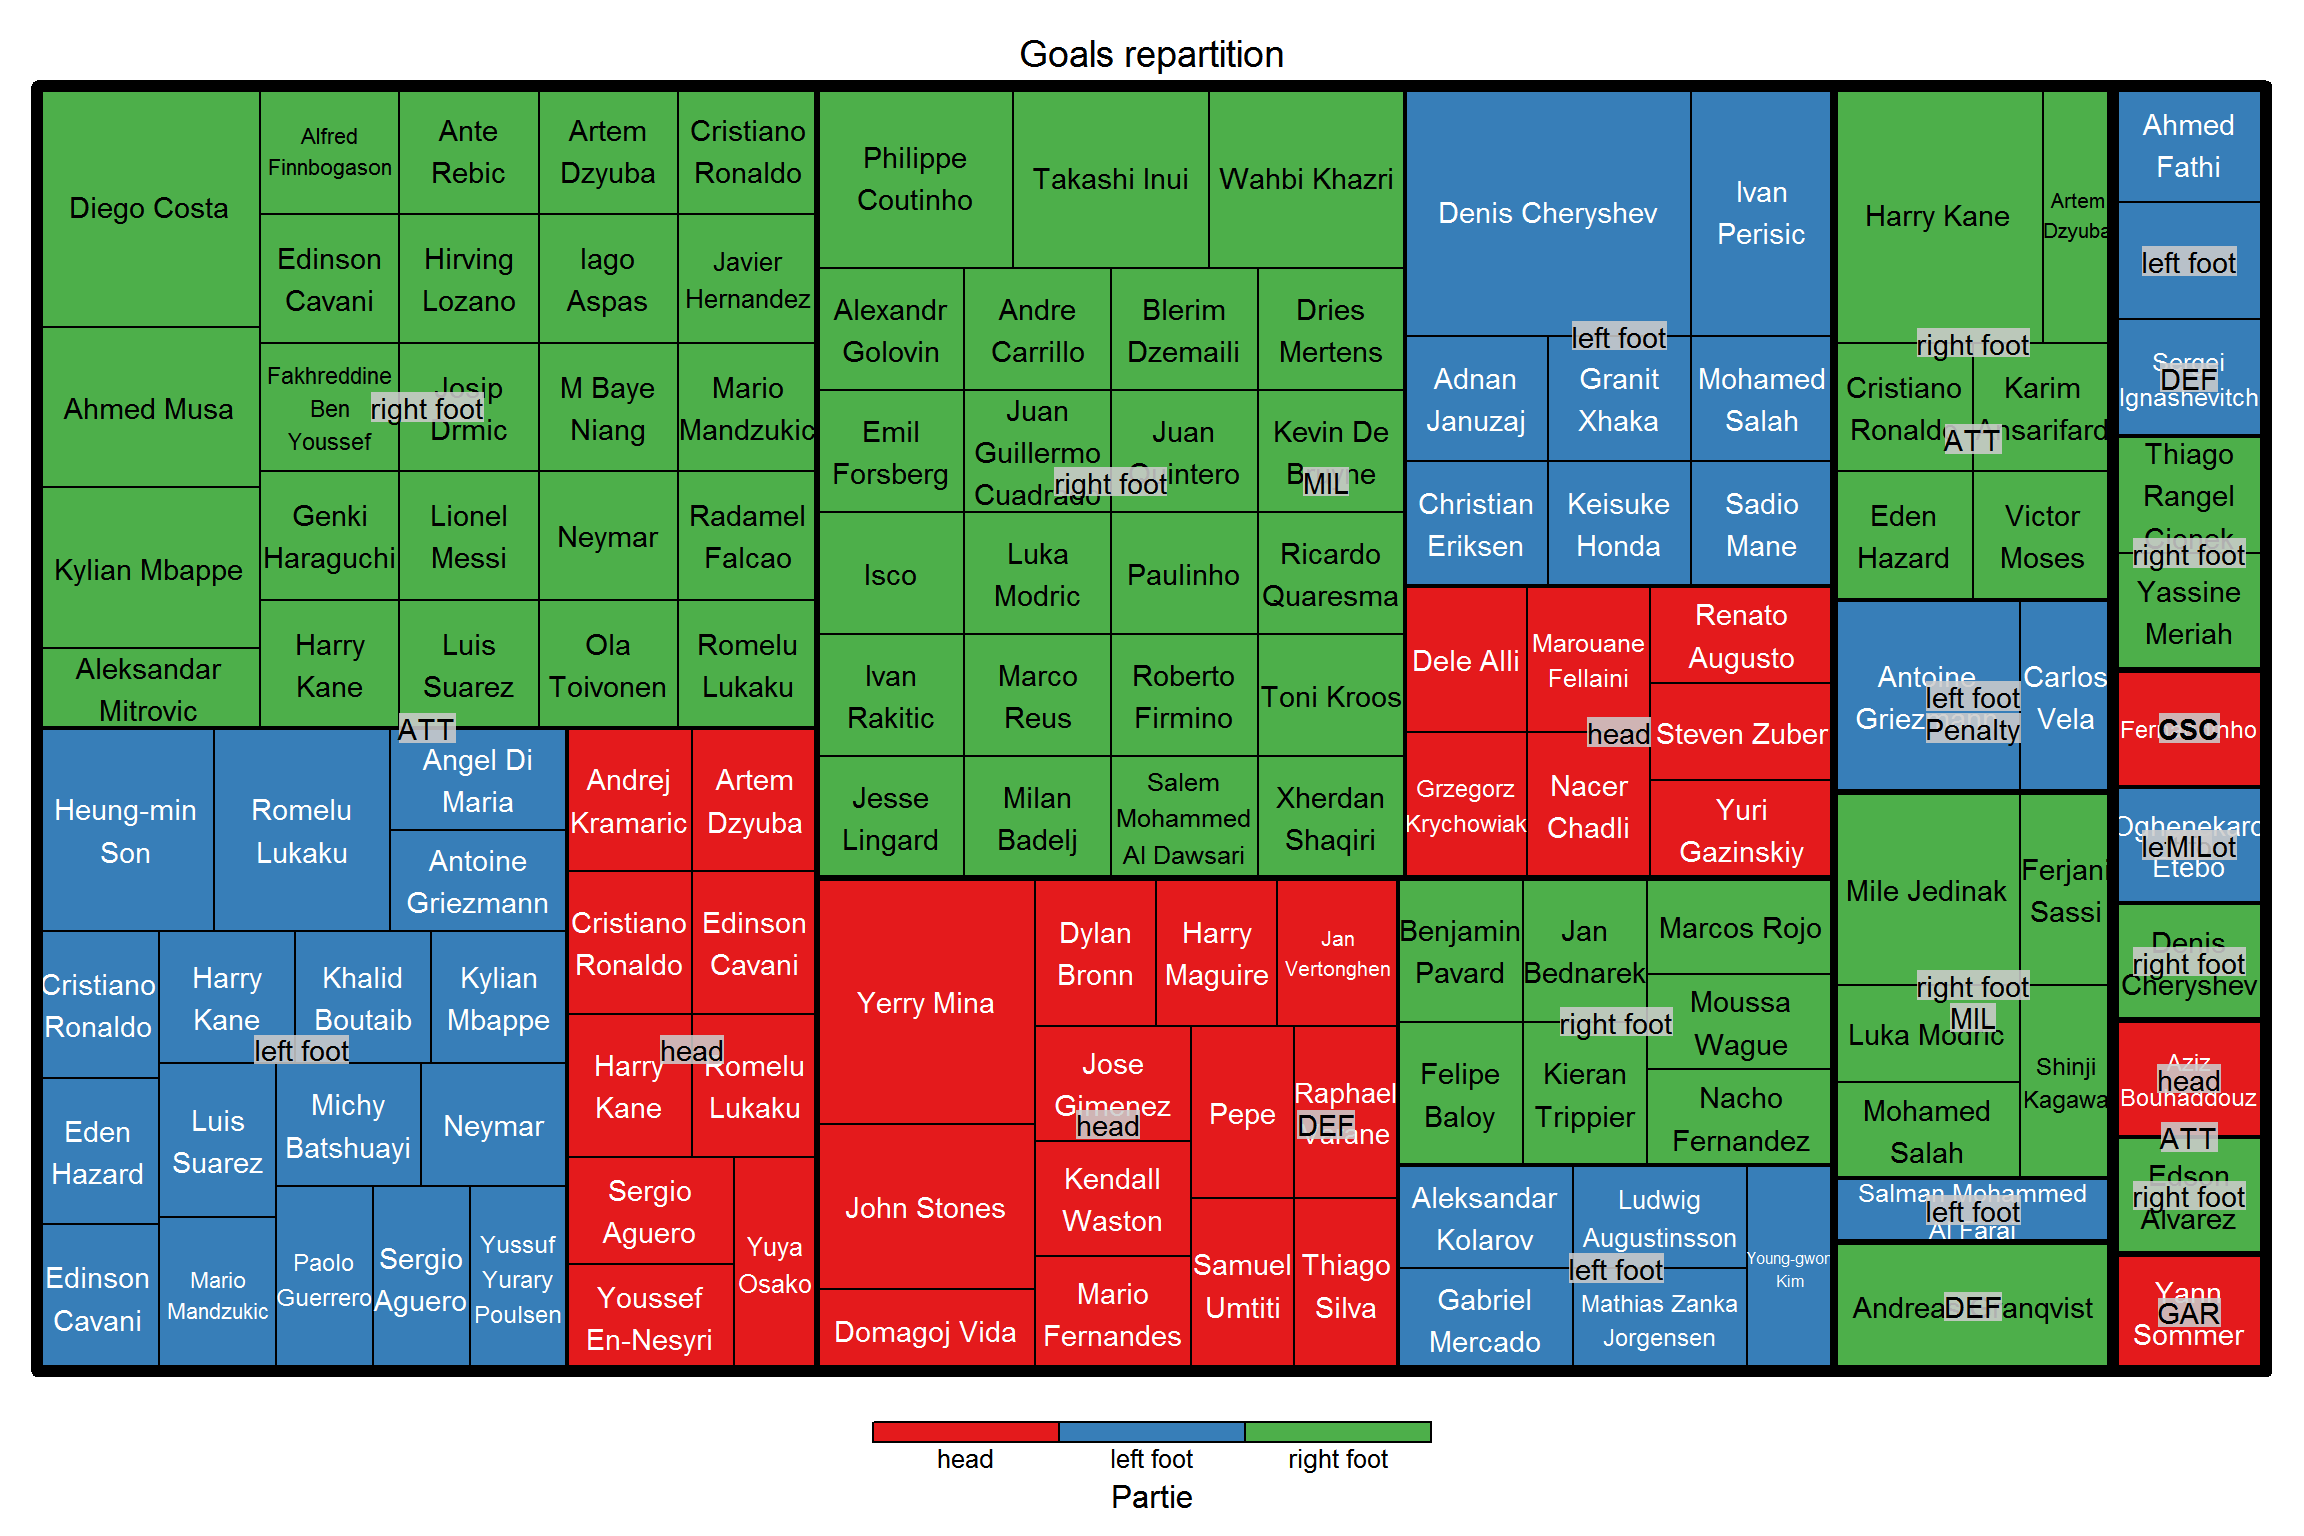 Goals repartition
Diego Costa
Ahmed Musa
Kylian Mbappe
Aleksandar
Mitrovic
Alfred
Finnbogason
Ante
Rebic
Artem
Dzyuba
Cristiano
Ronaldo
Edinson
Cavani
Hirving
Lozano
Iago
Aspas
Javier
Hernandez
Fakhreddine
Ben
Youssef
Josip
Drmic
right foot
M Baye
Niang
Mario
Mandzukic
Genki
Haraguchi
Lionel
Messi
Neymar
Radamel
Falcao
Harry
Kane
Luis
Suarez
Ola
Toivonen
Romelu
Lukaku
ATT
Heung-min
Son
Romelu
Lukaku
Angel Di
Maria
Antoine
Griezmann
Cristiano
Ronaldo
Harry
Kane
Khalid
Boutaib
Kylian
Mbappe
left foot
Eden
Hazard
Luis
Suarez
Michy
Batshuayi
Neymar
Edinson
Cavani
Mario
Mandzukic
Paolo
Guerrero
Sergio
Aguero
Yussuf
Yurary
Poulsen
Andrej
Kramaric
Artem
Dzyuba
Cristiano
Ronaldo
Edinson
Cavani
Harry
Kane
head
Romelu
Lukaku
Sergio
Aguero
Youssef
En-Nesyri
Yuya
Osako
Philippe
Coutinho
Takashi Inui
Wahbi Khazri
Alexandr
Golovin
Andre
Carrillo
Blerim
Dzemaili
Dries
Mertens
Emil
Forsberg
Juan
Guillermo
Cuadrado
right foot
Juan
Quintero
Kevin De
Bruyne
MIL
Isco
Luka
Modric
Paulinho
Ricardo
Quaresma
Ivan
Rakitic
Marco
Reus
Roberto
Firmino
Toni Kroos
Jesse
Lingard
Milan
Badelj
Salem
Mohammed
Al Dawsari
Xherdan
Shaqiri
Denis Cheryshev
Ivan
Perisic
left foot
Adnan
Januzaj
Granit
Xhaka
Mohamed
Salah
Christian
Eriksen
Keisuke
Honda
Sadio
Mane
Dele Alli
Marouane
Fellaini
Renato
Augusto
head
Steven Zuber
Grzegorz
Krychowiak
Nacer
Chadli
Yuri
Gazinskiy
Yerry Mina
John Stones
Domagoj Vida
Dylan
Bronn
Harry
Maguire
Jan
Vertonghen
Jose
Gimenez
head
Pepe
Raphael
Varane
DEF
Kendall
Waston
Mario
Fernandes
Samuel
Umtiti
Thiago
Silva
Benjamin
Pavard
Jan
Bednarek
Marcos Rojo
right foot
Moussa
Wague
Felipe
Baloy
Kieran
Trippier
Nacho
Fernandez
Aleksandar
Kolarov
Ludwig
Augustinsson
left foot
Young-gwon
Kim
Gabriel
Mercado
Mathias Zanka
Jorgensen
Harry Kane
Artem
Dzyuba
right foot
Cristiano
Ronaldo
Karim
Ansarifard
ATT
Eden
Hazard
Victor
Moses
Antoine
Griezmann
left foot
Penalty
Carlos
Vela
Mile Jedinak
Ferjani
Sassi
right foot
MIL
Luka Modric
Shinji
Kagawa
Mohamed
Salah
Salman Mohammed
left foot
Al Faraj
Andreas Granqvist
DEF
Ahmed
Fathi
left foot
Sergei
DEF
Ignashevitch
Thiago
Rangel
Cionek
right foot
Yassine
Meriah
Fernandinho
CSC
Oghenekaro
left foot
MIL
Etebo
Denis
right foot
Cheryshev
Aziz
head
Bouhaddouz
ATT
Edson
right foot
Alvarez
Yann
GAR
Sommer
head
left foot
right foot
Partie